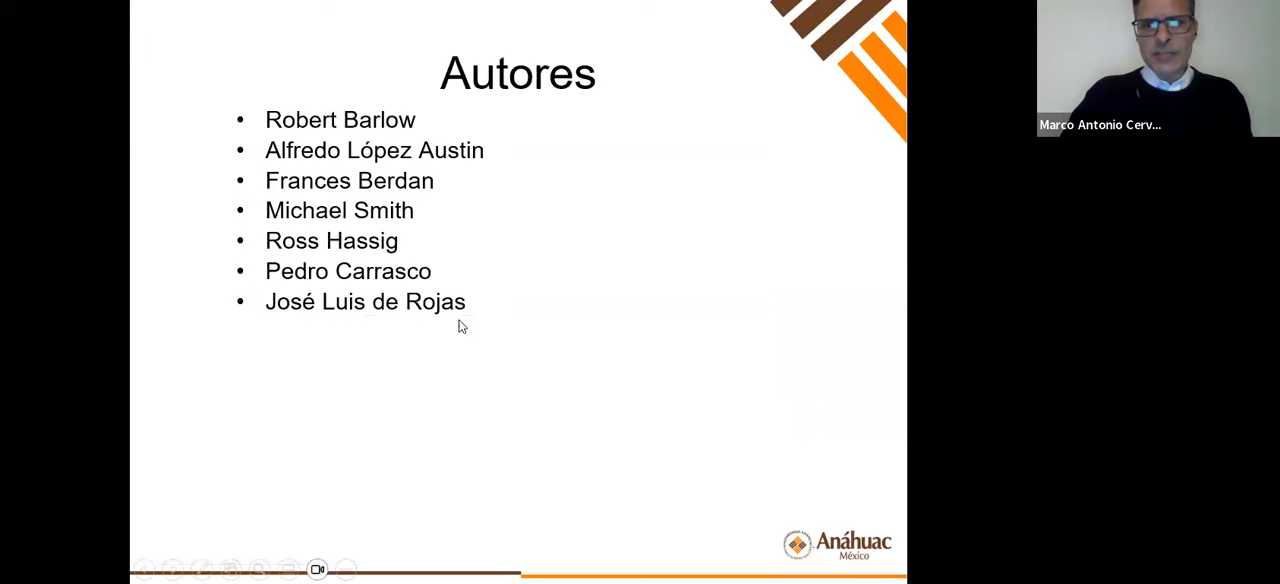 Autores
• Robert Barlow
• Alfredo López Austin
• Frances Berdan
• Michael Smith
• Ross Hassig
• Pedro Carrasco
• José Luis de Rojas
Marco Antonio Cerv...
Anáhuac
México